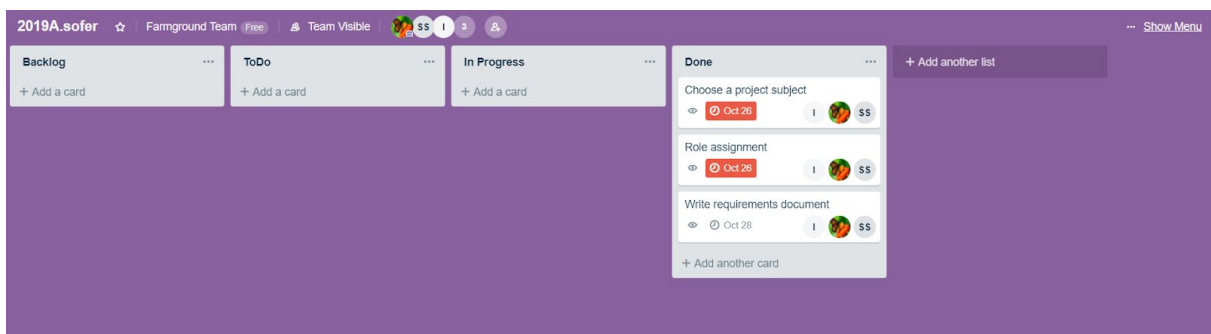 2019A.sofer Farmground Team Free Team Visible SS I 3 ... Show Menu
Backlog ...
+ Add a card
ToDo ...
+ Add a card
In Progress ...
+ Add a card
Done ...
Choose a project subject
Oct 26 I SS
Role assignment
Oct 26 I SS
Write requirements document
Oct 28 I SS
+ Add another card
+ Add another list